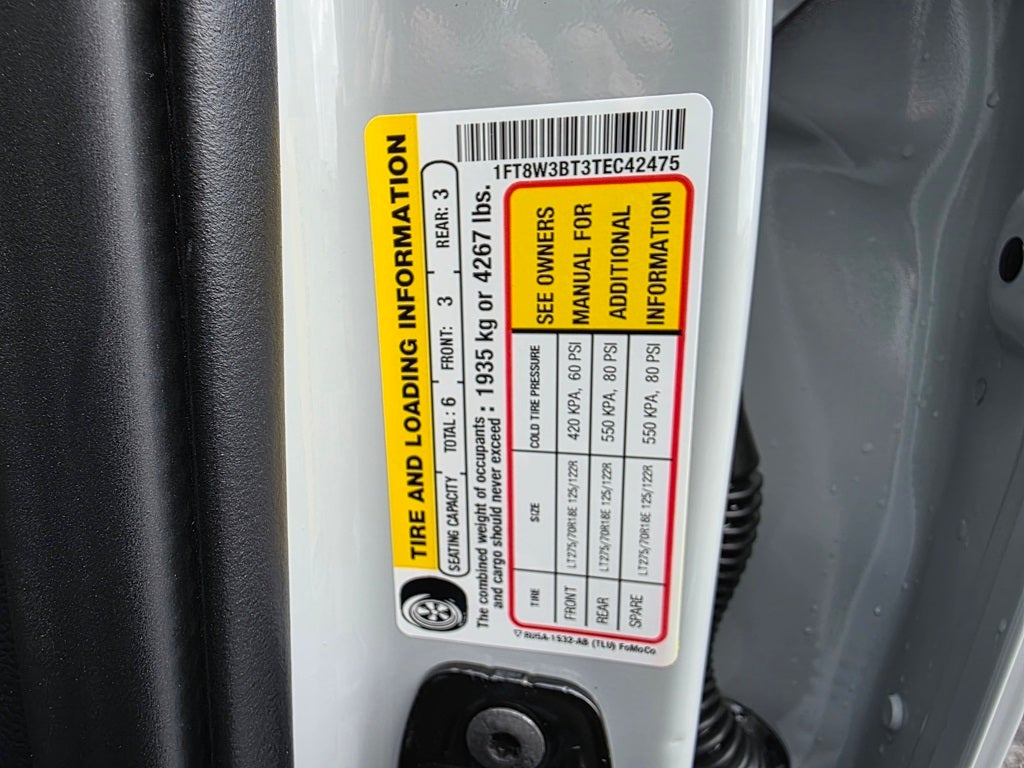 1FT8W3BT3TEC42475
TIRE AND LOADING INFORMATION
SEATING CAPACITY TOTAL : 6 FRONT: 3 REAR: 3
The combined weight of occupants
and cargo should never exceed : 1935 kg or 4267 lbs.
TIRE SIZE COLD TIRE PRESSURE
FRONT LT275/70R18E 125/122R 420 KPA, 60 PSI
REAR LT275/70R18E 125/122R 550 KPA, 80 PSI
SPARE LT275/70R18E 125/122R 550 KPA, 80 PSI
SEE OWNERS
MANUAL FOR
ADDITIONAL
INFORMATION
1532-AB (TLU) FoMoCo